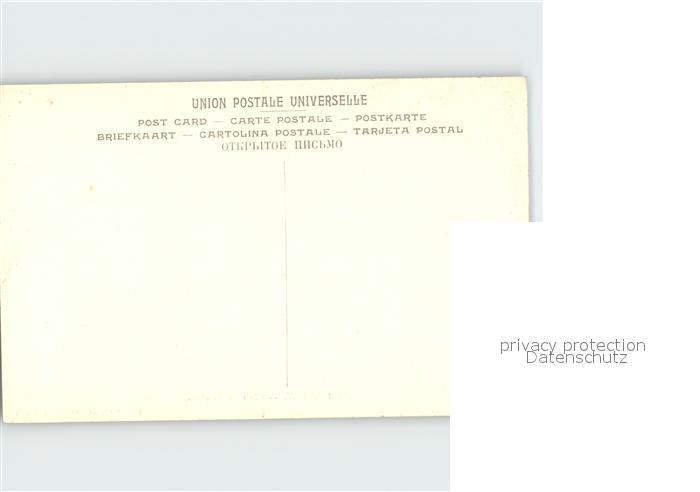 UNION POSTALE UNIVERSELLE
POST CARD — CARTE POSTALE — POSTKARTE
BRIEFKAART — CARTOLINA POSTALE — TARJETA POSTAL
ОТКРЫТОЕ ПИСЬМО
privacy protection
Datenschutz